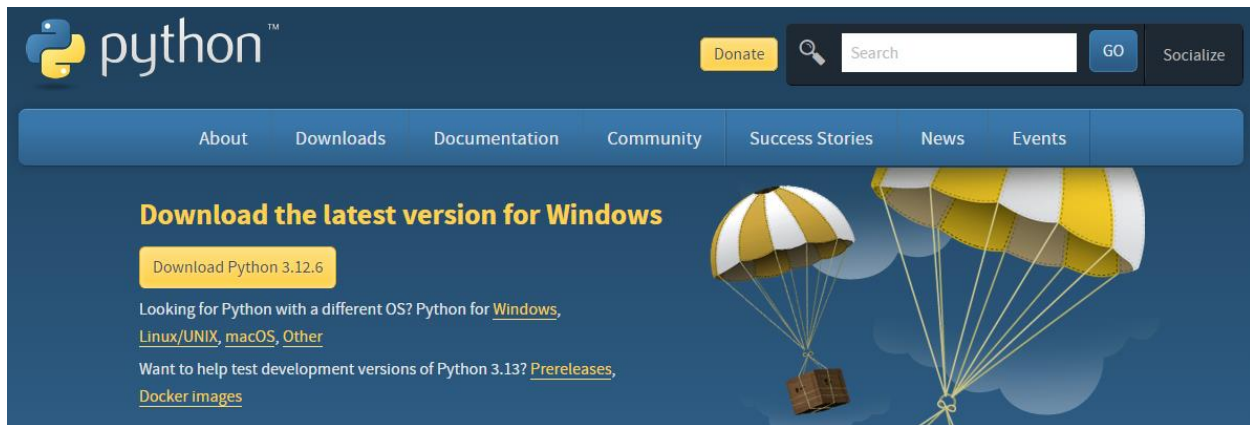 python™
Donate
Search
GO
Socialize
About
Downloads
Documentation
Community
Success Stories
News
Events
Download the latest version for Windows
Download Python 3.12.6
Looking for Python with a different OS? Python for Windows,
Linux/UNIX, macOS, Other
Want to help test development versions of Python 3.13? Prereleases,
Docker images